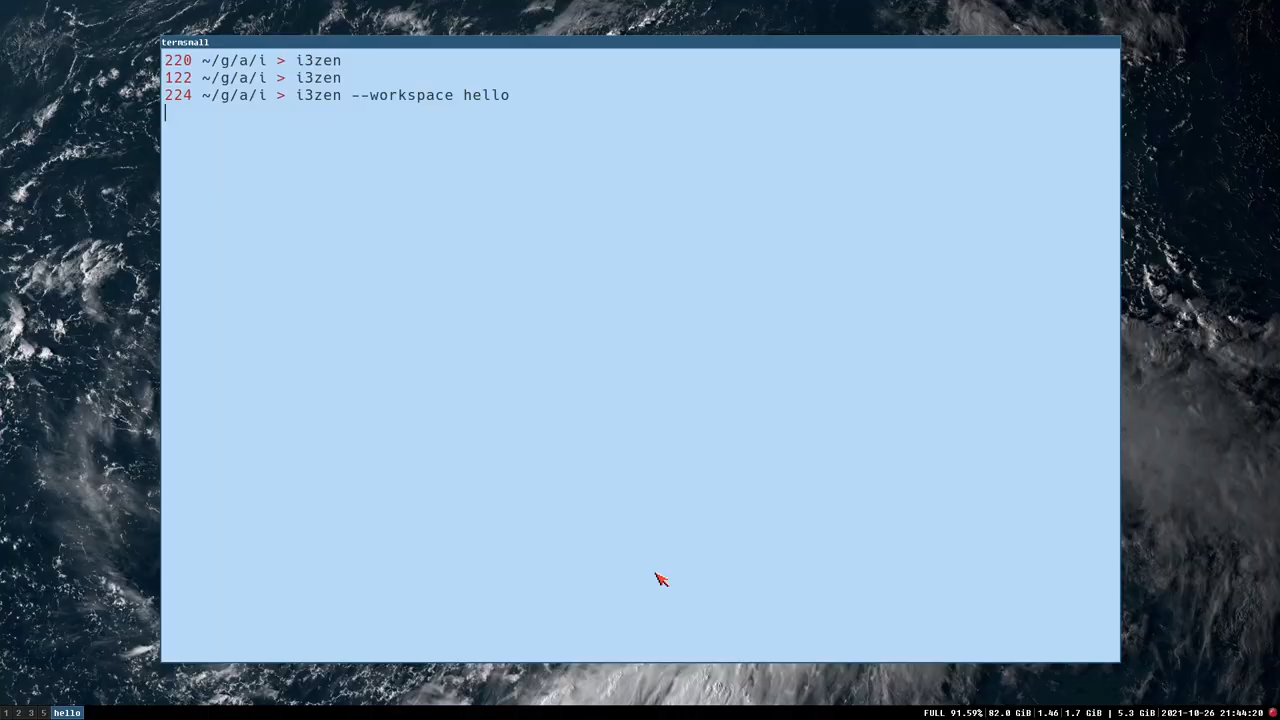 termsmall
220 ~/g/a/i > i3zen
122 ~/g/a/i > i3zen
224 ~/g/a/i > i3zen --workspace hello
1 2 3 5 hello
FULL 91.59%|82.0 GiB|1.46|1.7 GiB | 5.3 GiB|2021-10-26 21:44:20